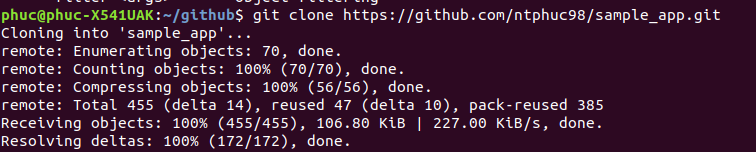 phuc@phuc-X541UAK:~/github$ git clone https://github.com/ntphuc98/sample_app.git
Cloning into 'sample_app'...
remote: Enumerating objects: 70, done.
remote: Counting objects: 100% (70/70), done.
remote: Compressing objects: 100% (56/56), done.
remote: Total 455 (delta 14), reused 47 (delta 10), pack-reused 385
Receiving objects: 100% (455/455), 106.80 KiB | 227.00 KiB/s, done.
Resolving deltas: 100% (172/172), done.